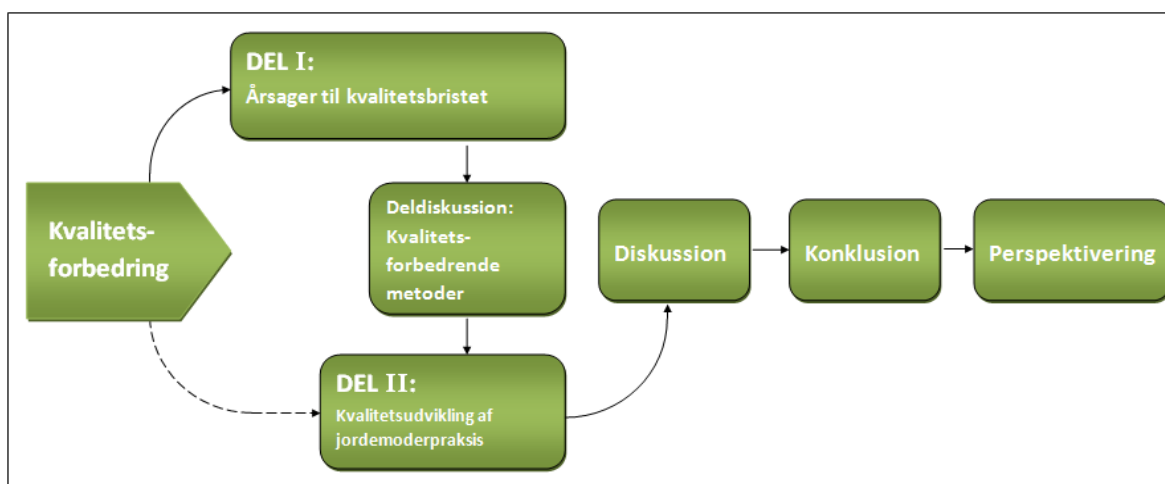 Kvalitets-
forbedring
DEL I:
Årsager til kvalitetsbristet
Deldiskussion:
Kvalitets-
forbedrende
metoder
DEL II:
Kvalitetsudvikling af
jordemoderpraksis
Diskussion
Konklusion
Perspektivering